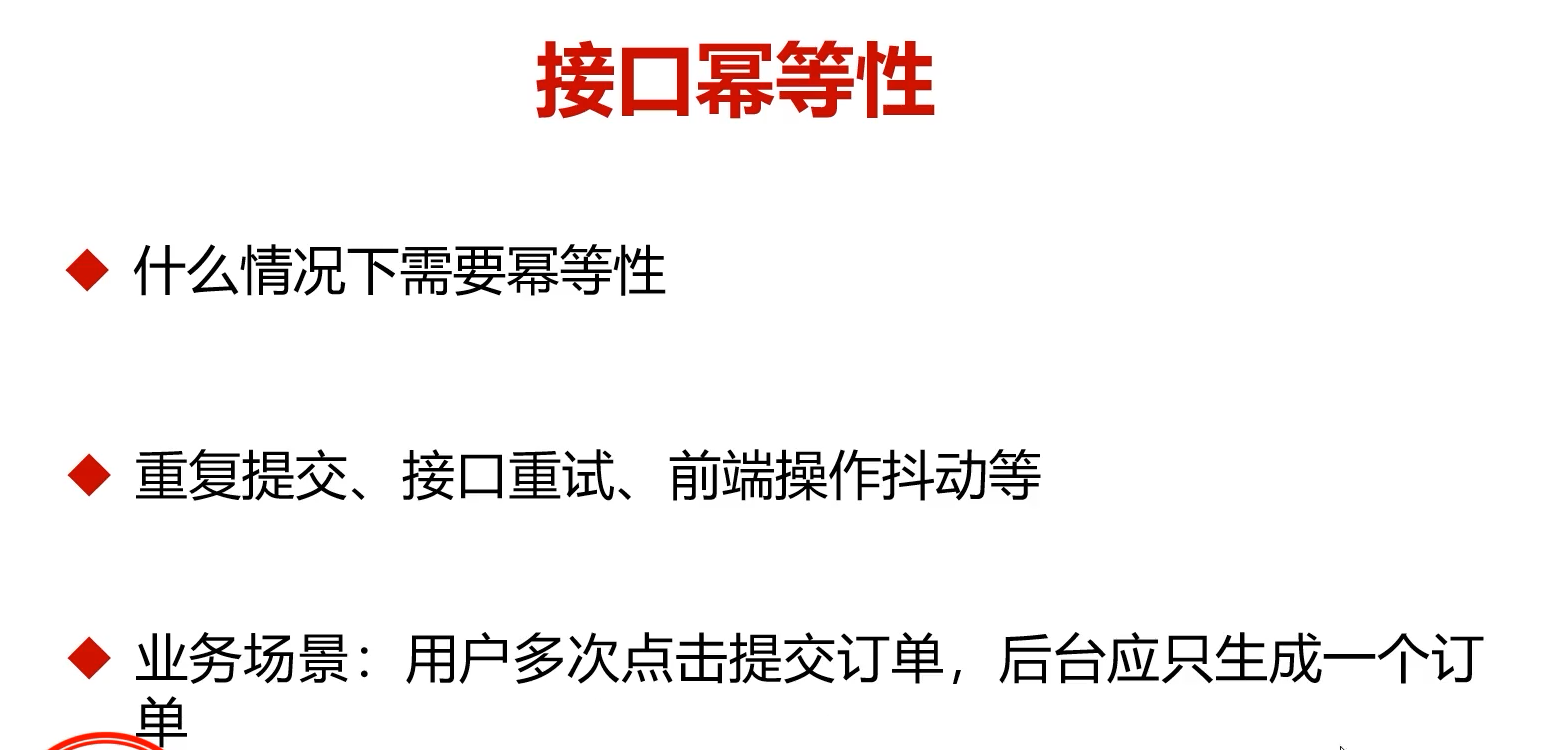 接口幂等性
什么情况下需要幂等性
重复提交、接口重试、前端操作抖动等
业务场景：用户多次点击提交订单，后台应只生成一个订
单